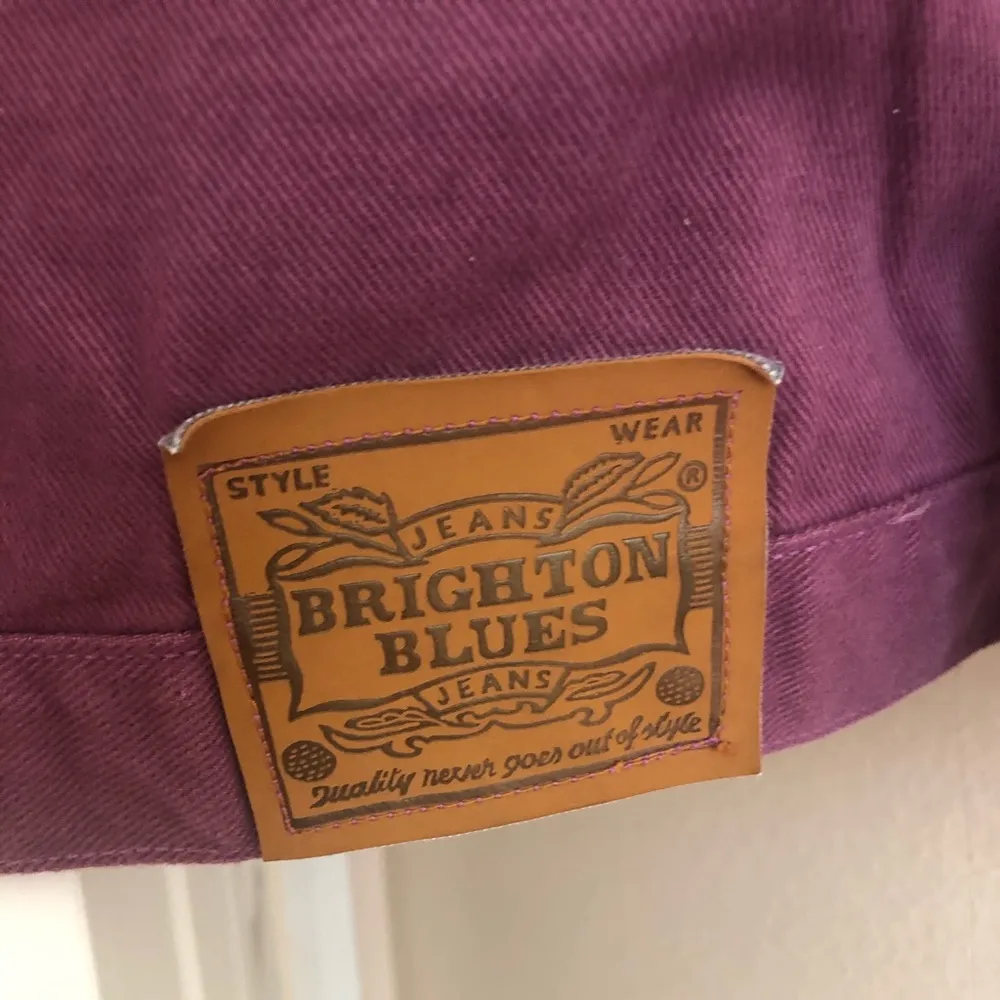 STYLE WEAR
®
JEANS
BRIGHTON
BLUES
JEANS
Quality never goes out of style